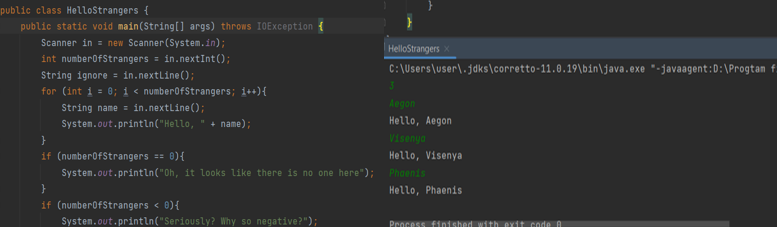 public class HelloStrangers {
public static void main(String[] args) throws IOException {
Scanner in = new Scanner(System.in);
int numberOfStrangers = in.nextInt();
String ignore = in.nextLine();
for (int i = 0; i < numberOfStrangers; i++){
String name = in.nextLine();
System.out.println("Hello, " + name);
}
if (numberOfStrangers == 0){
System.out.println("Oh, it looks like there is no one here");
}
if (numberOfStrangers < 0){
System.out.println("Seriously? Why so negative?");
}
}
HelloStrangers ×
C:\Users\user\.jdks\corretto-11.0.19\bin\java.exe "-javaagent:D:\Progtam f
3
Aegon
Hello, Aegon
Visenya
Hello, Visenya
Phaenis
Hello, Phaenis
Process finished with exit code 0